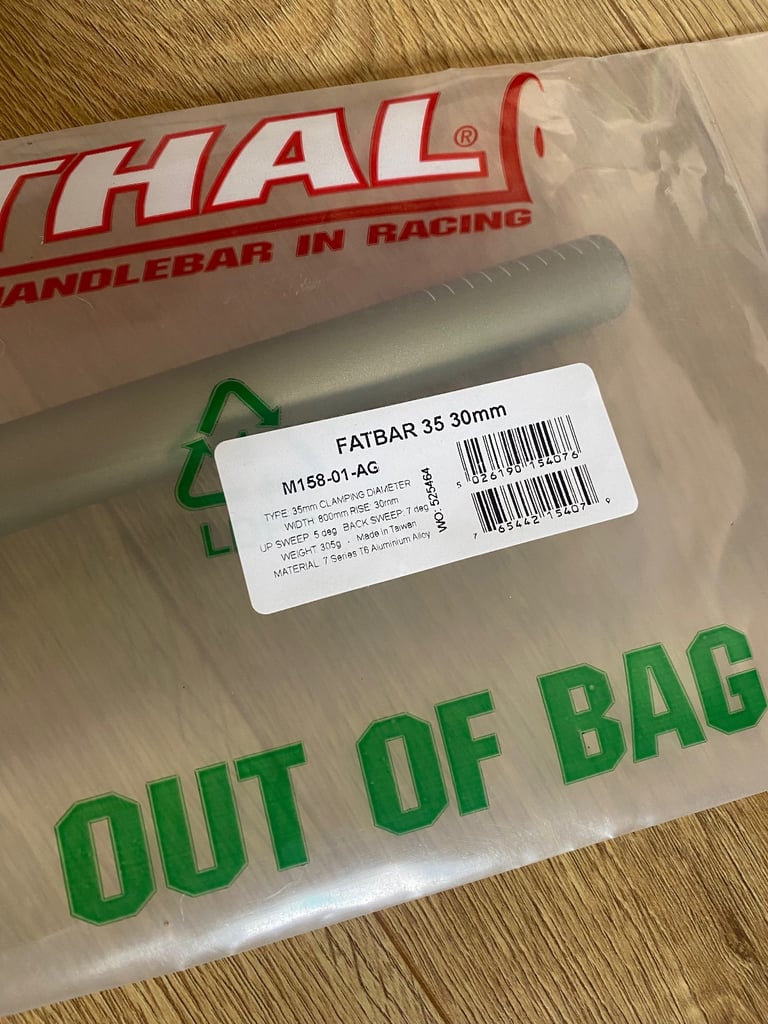 THAL®
HANDLEBAR IN RACING
FATBAR 35 30mm
M158-01-AG
TYPE: 35mm CLAMPING DIAMETER
WIDTH: 800mm RISE: 30mm
UP SWEEP: 5 deg BACK SWEEP: 7 deg
WEIGHT: 305g . Made in Taiwan
MATERIAL: 7 Series T6 Aluminium Alloy
WO: 525464
5 026190 154076
7 65442 15407 9
OUT OF BAG